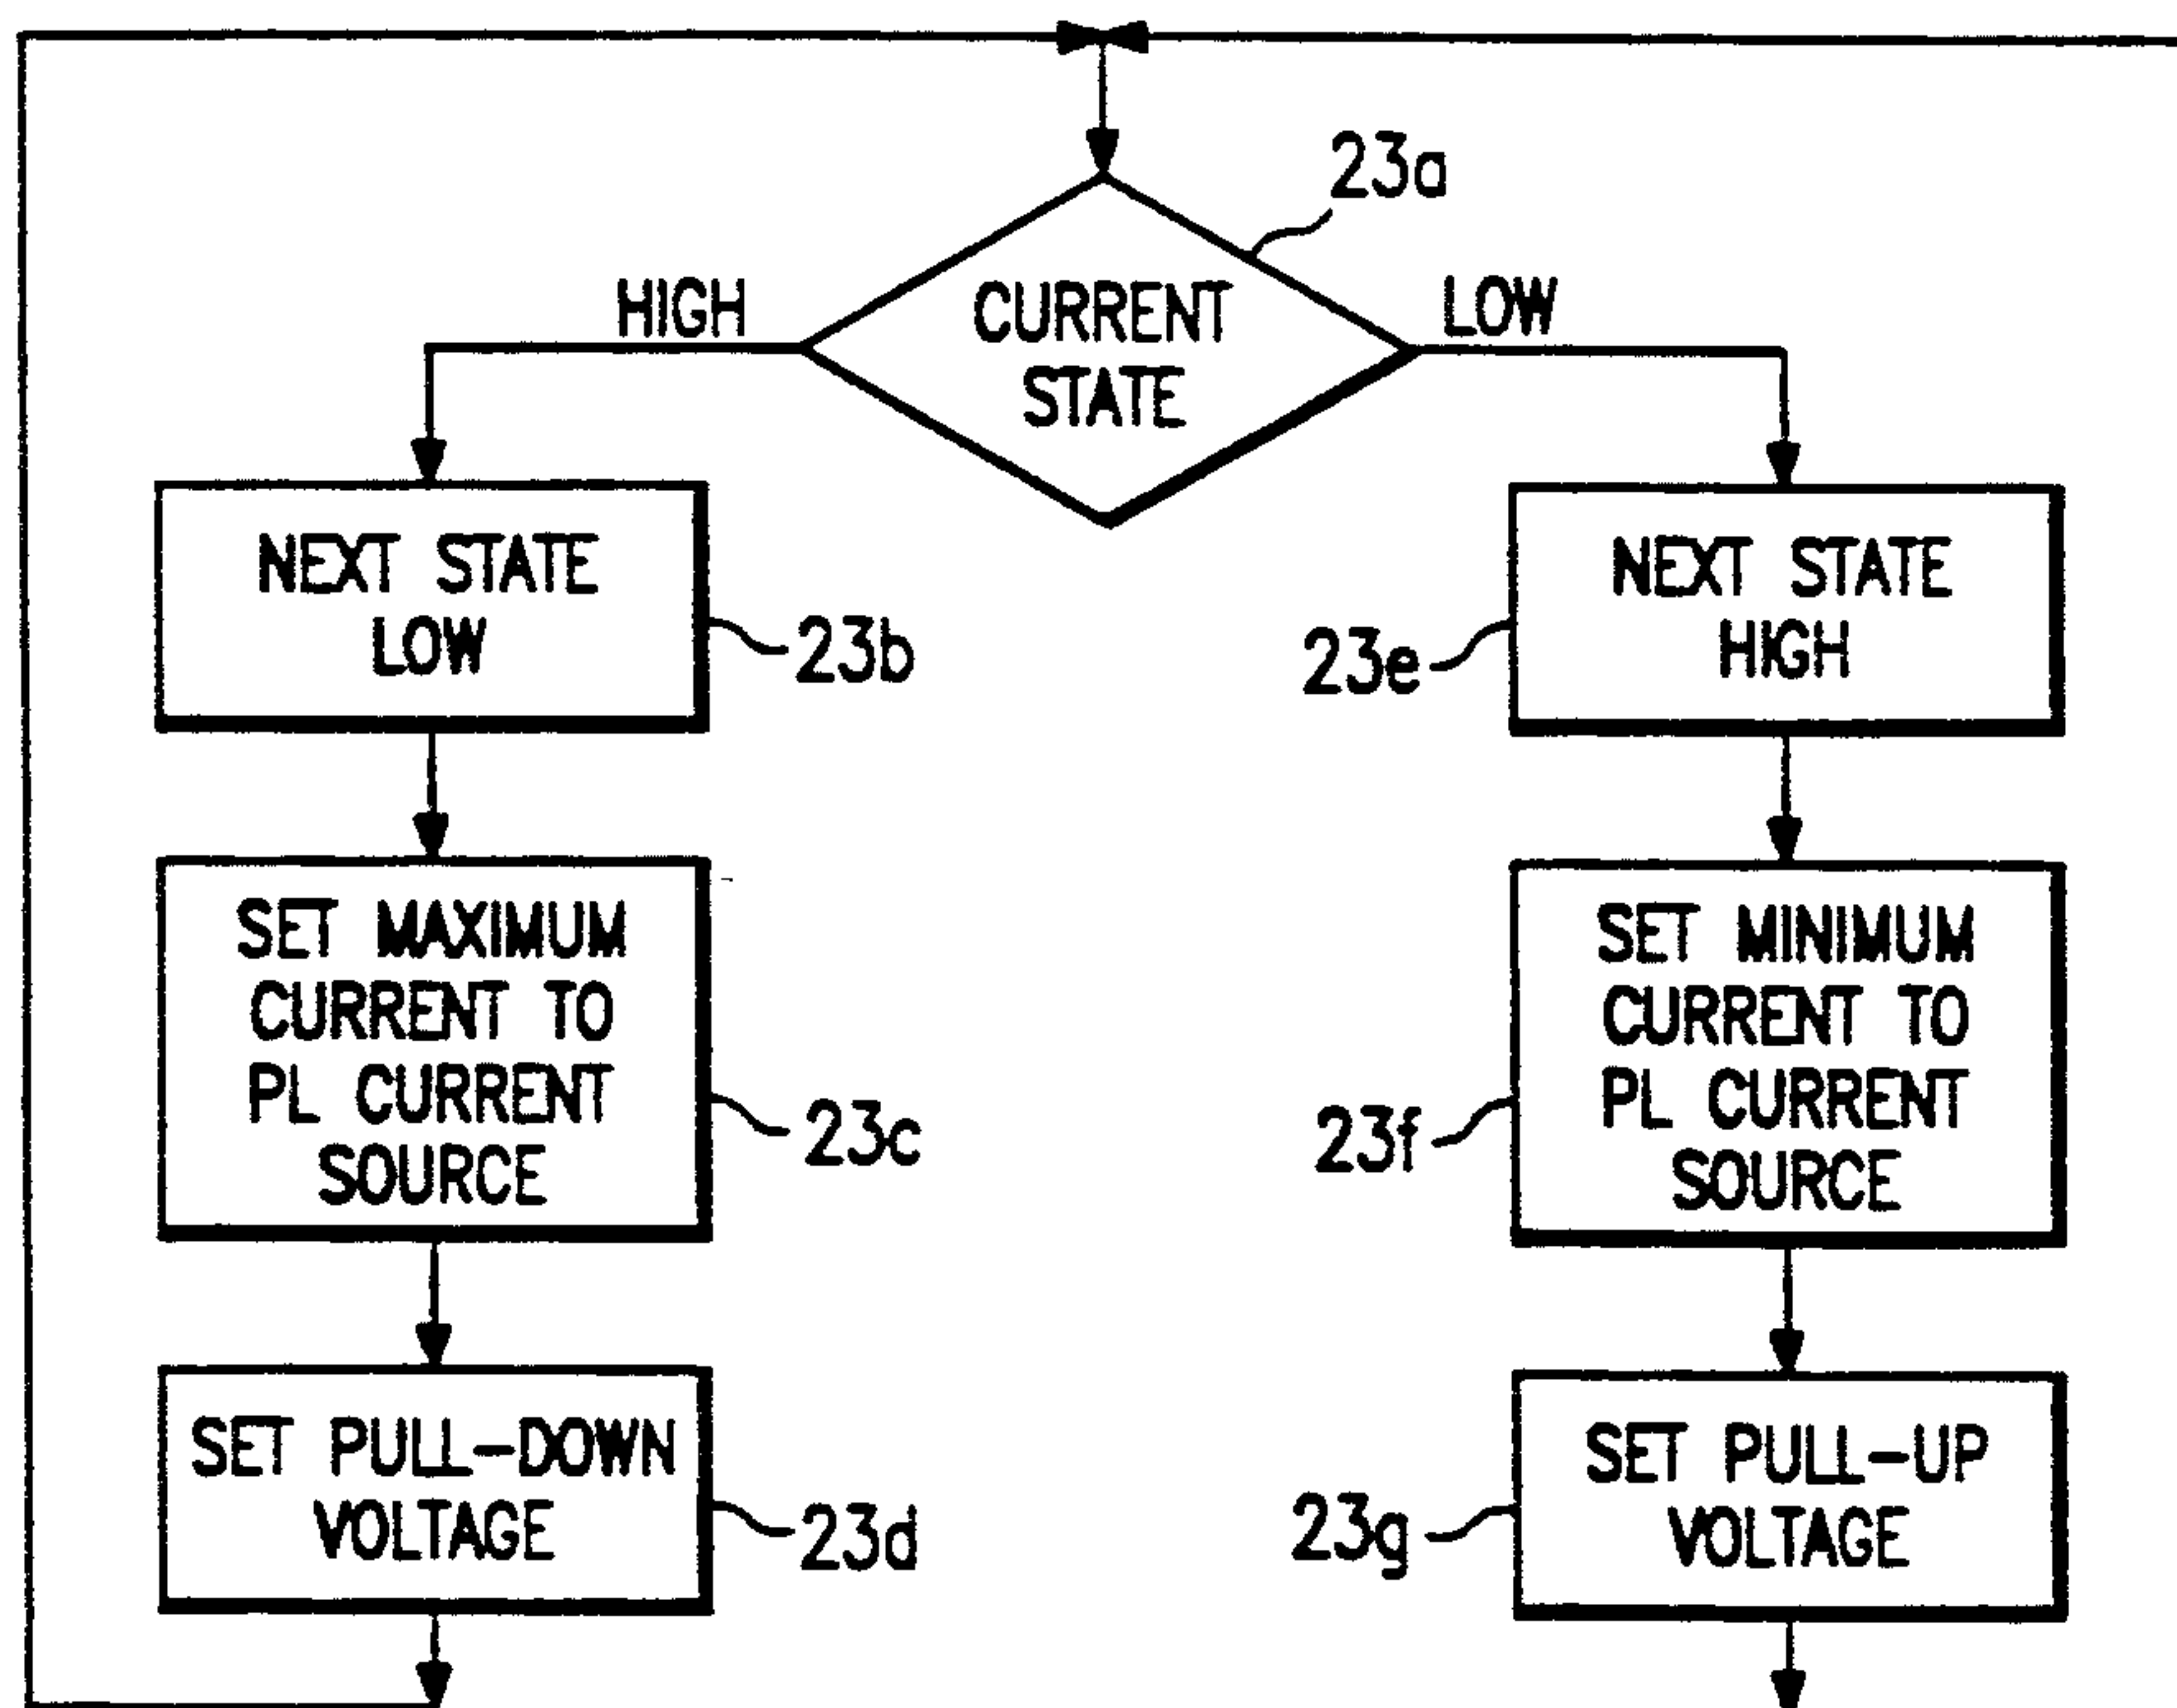 23a
HIGH
CURRENT
STATE
LOW
NEXT STATE
LOW
23b
SET MAXIMUM
CURRENT TO
PL CURRENT
SOURCE
23c
SET PULL-DOWN
VOLTAGE
23d
NEXT STATE
HIGH
23e
SET MINIMUM
CURRENT TO
PL CURRENT
SOURCE
23f
SET PULL-UP
VOLTAGE
23g